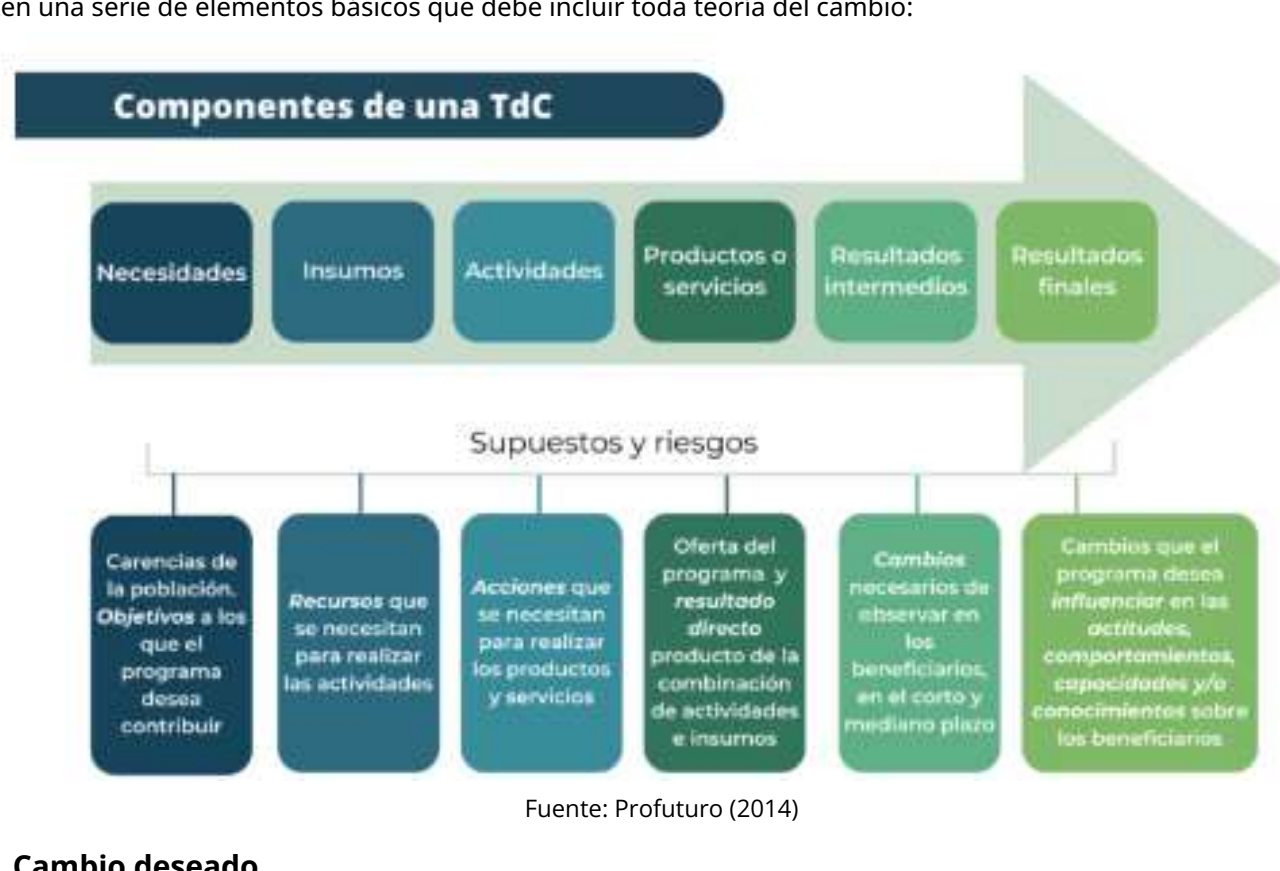 en una serie de elementos básicos que debe incluir toda teoría del cambio:
Componentes de una TdC
Necesidades
Insumos
Actividades
Productos o
servicios
Resultados
intermedios
Resultados
finales
Supuestos y riesgos
Carencias de
la población.
Objetivos a los
que el
programa
desea
contribuir
Recursos que
se necesitan
para realizar
las actividades
Acciones que
se necesitan
para realizar
los productos
y servicios
Oferta del
programa y
resultado
directo
producto de la
combinación
de actividades
e insumos
Cambios
necesarios de
observar en
los
beneficiarios,
en el corto y
mediano plazo
Cambios que el
programa desea
influenciar en las
actitudes,
comportamientos,
capacidades y/o
conocimientos sobre
los beneficiarios
Fuente: Profuturo (2014)
Cambio deseado